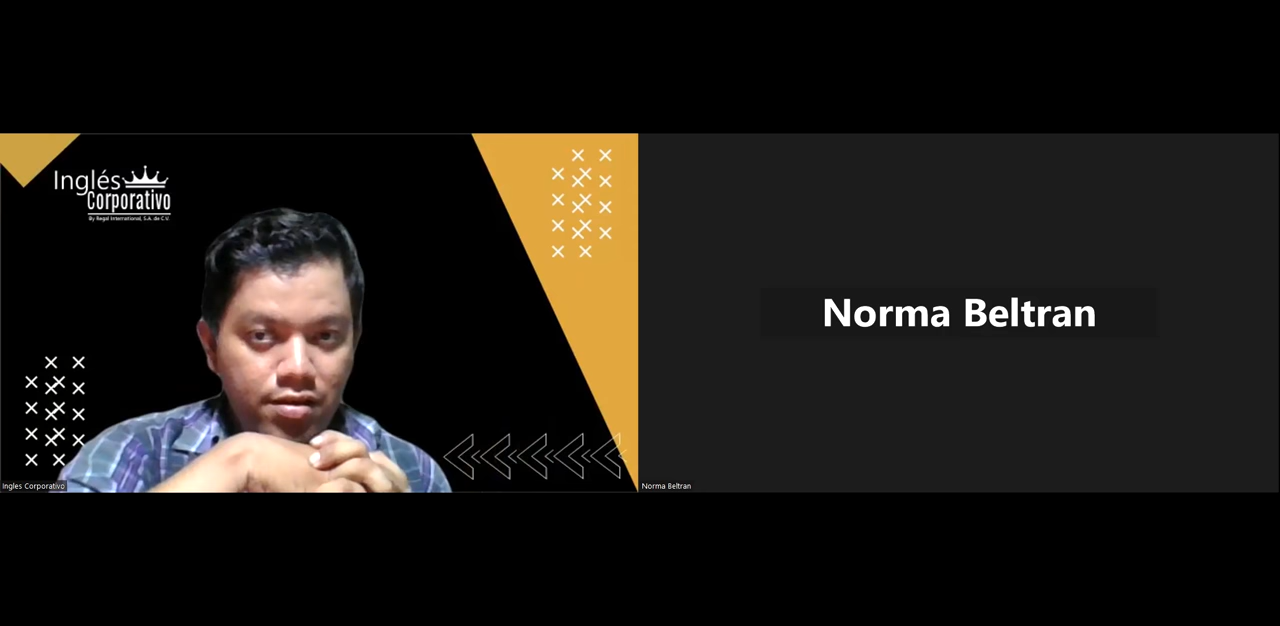 Inglés
Corporativo
By Regal International, S.A. de C.V.
Ingles Corporativo
Norma Beltran
Norma Beltran